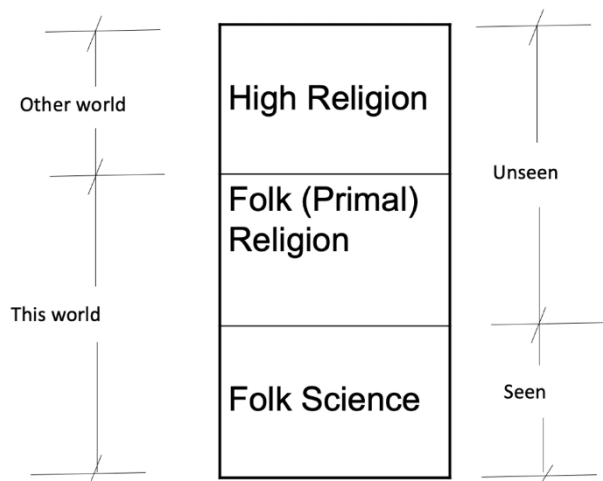 Other world
High Religion
Unseen
Folk (Primal)
Religion
This world
Folk Science
Seen